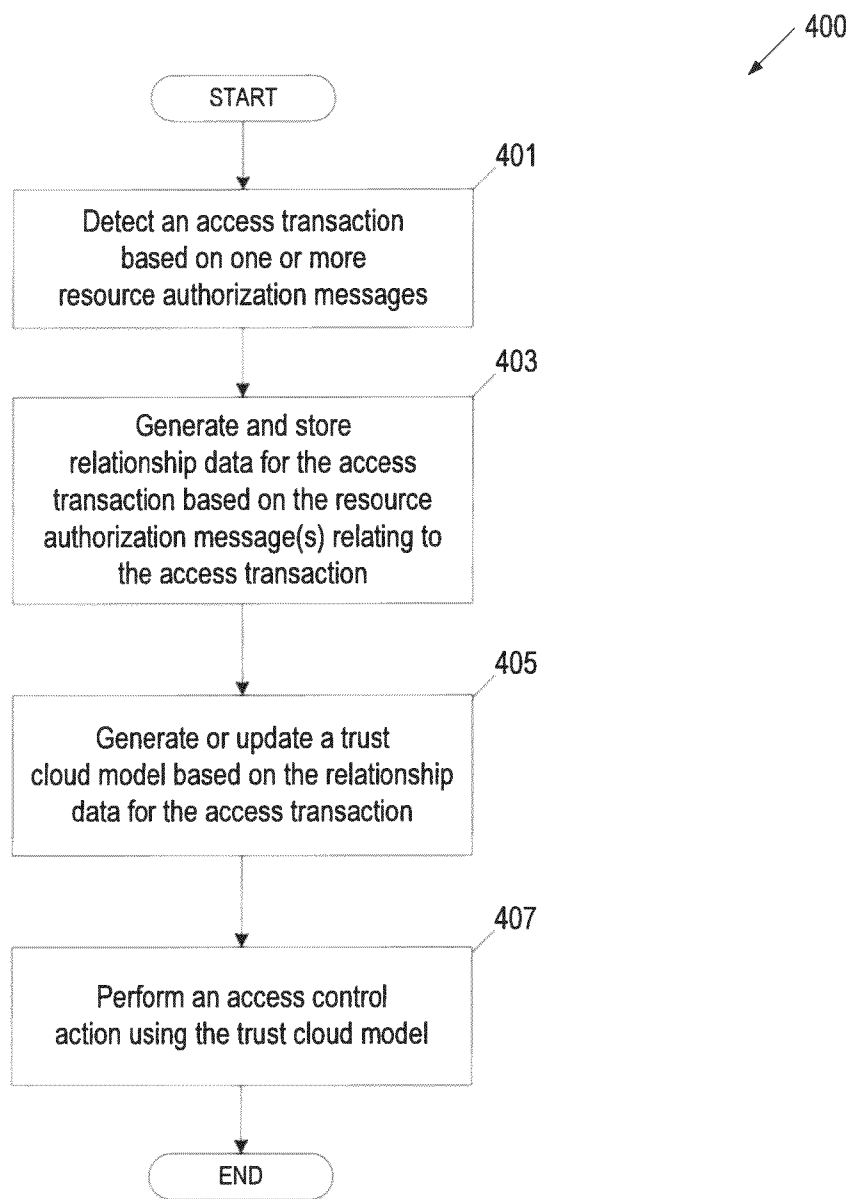 400
START
401
Detect an access transaction
based on one or more
resource authorization messages
403
Generate and store
relationship data for the access
transaction based on the resource
authorization message(s) relating to
the access transaction
405
Generate or update a trust
cloud model based on the relationship
data for the access transaction
407
Perform an access control
action using the trust cloud model
END